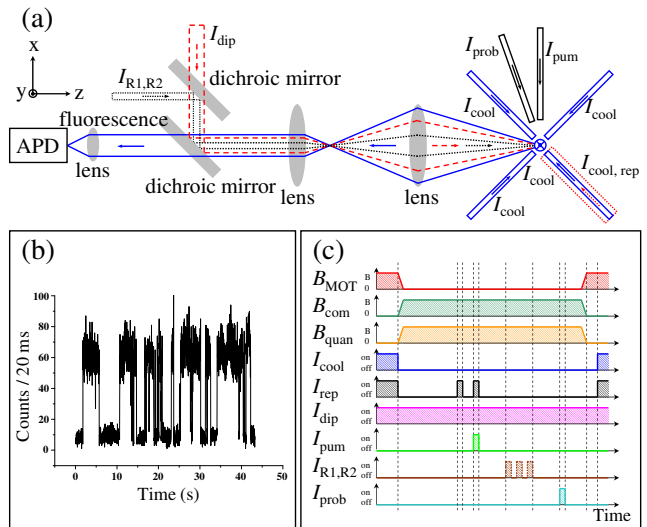 (a)
x
y
z
I_dip
I_R1,R2
dichroic mirror
fluorescence
APD
lens
dichroic mirror
lens
lens
I_prob
I_pum
I_cool
I_cool
I_cool
I_cool
I_cool, rep
(b)
Counts / 20 ms
100
80
60
40
20
0
0 10 20 30 40 50
Time (s)
(c)
B_MOT B 0
B_com B 0
B_quan B 0
I_cool on off
I_rep on off
I_dip on off
I_pum on off
I_R1,R2 on off
I_prob on off
Time